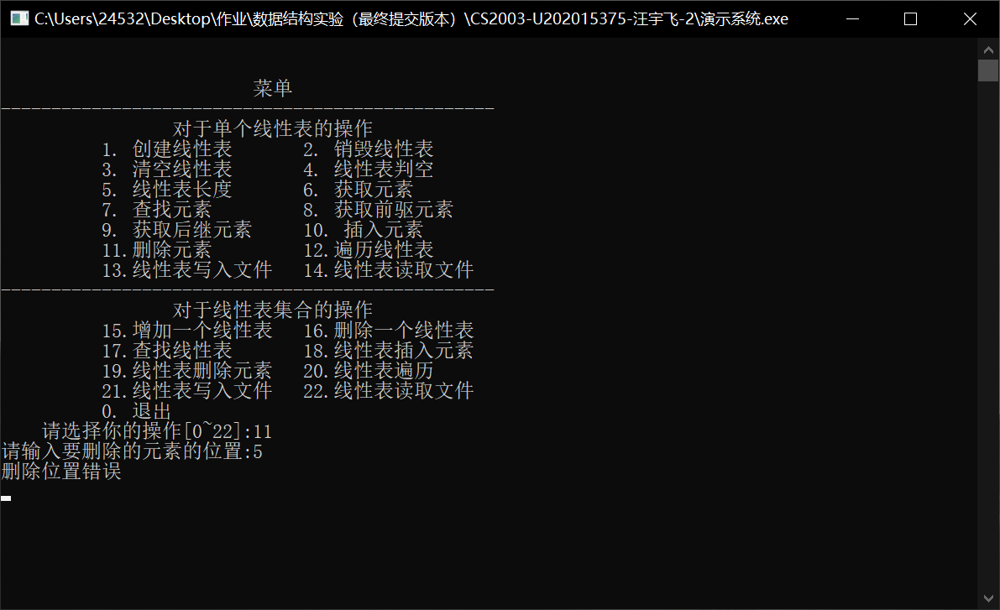 C:\Users\24532\Desktop\作业\数据结构实验（最终提交版本）\CS2003-U202015375-汪宇飞-2\演示系统.exe
菜单
-------------------------------------------------
对于单个线性表的操作
1. 创建线性表 2. 销毁线性表
3. 清空线性表 4. 线性表判空
5. 线性表长度 6. 获取元素
7. 查找元素 8. 获取前驱元素
9. 获取后继元素 10. 插入元素
11.删除元素 12.遍历线性表
13.线性表写入文件 14.线性表读取文件
-------------------------------------------------
对于线性表集合的操作
15.增加一个线性表 16.删除一个线性表
17.查找线性表 18.线性表插入元素
19.线性表删除元素 20.线性表遍历
21.线性表写入文件 22.线性表读取文件
0. 退出
请选择你的操作[0~22]:11
请输入要删除的元素的位置:5
删除位置错误